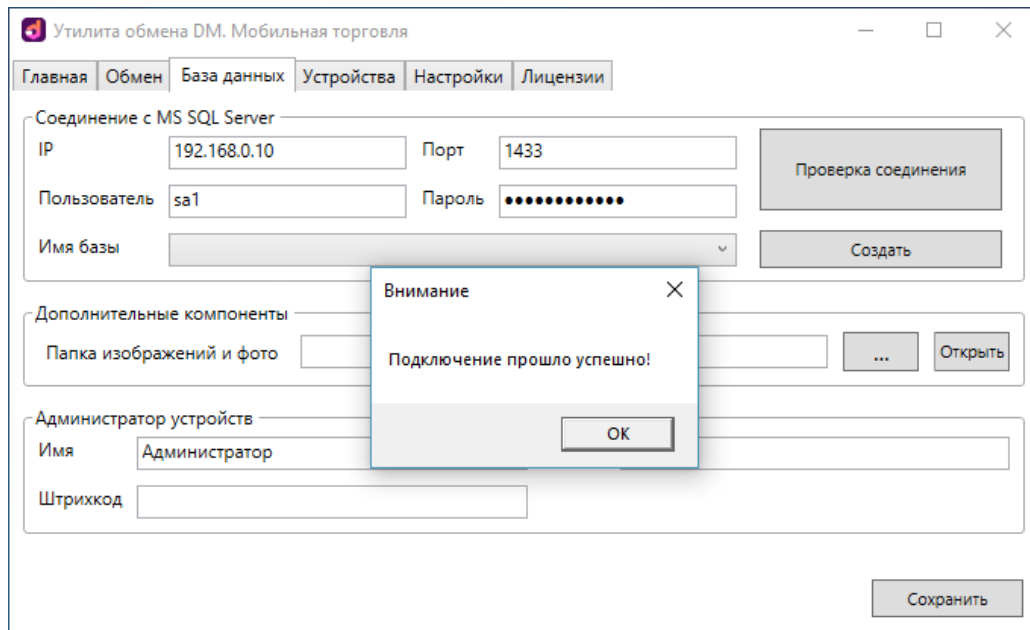 Утилита обмена DM. Мобильная торговля
Главная Обмен База данных Устройства Настройки Лицензии
Соединение с MS SQL Server
IP 192.168.0.10 Порт 1433 Проверка соединения
Пользователь sa1 Пароль ••••••••••••
Имя базы Создать
Внимание
Дополнительные компоненты
Папка изображений и фото ... Открыть
Подключение прошло успешно!
Администратор устройств
OK
Имя Администратор
Штрихкод
Сохранить